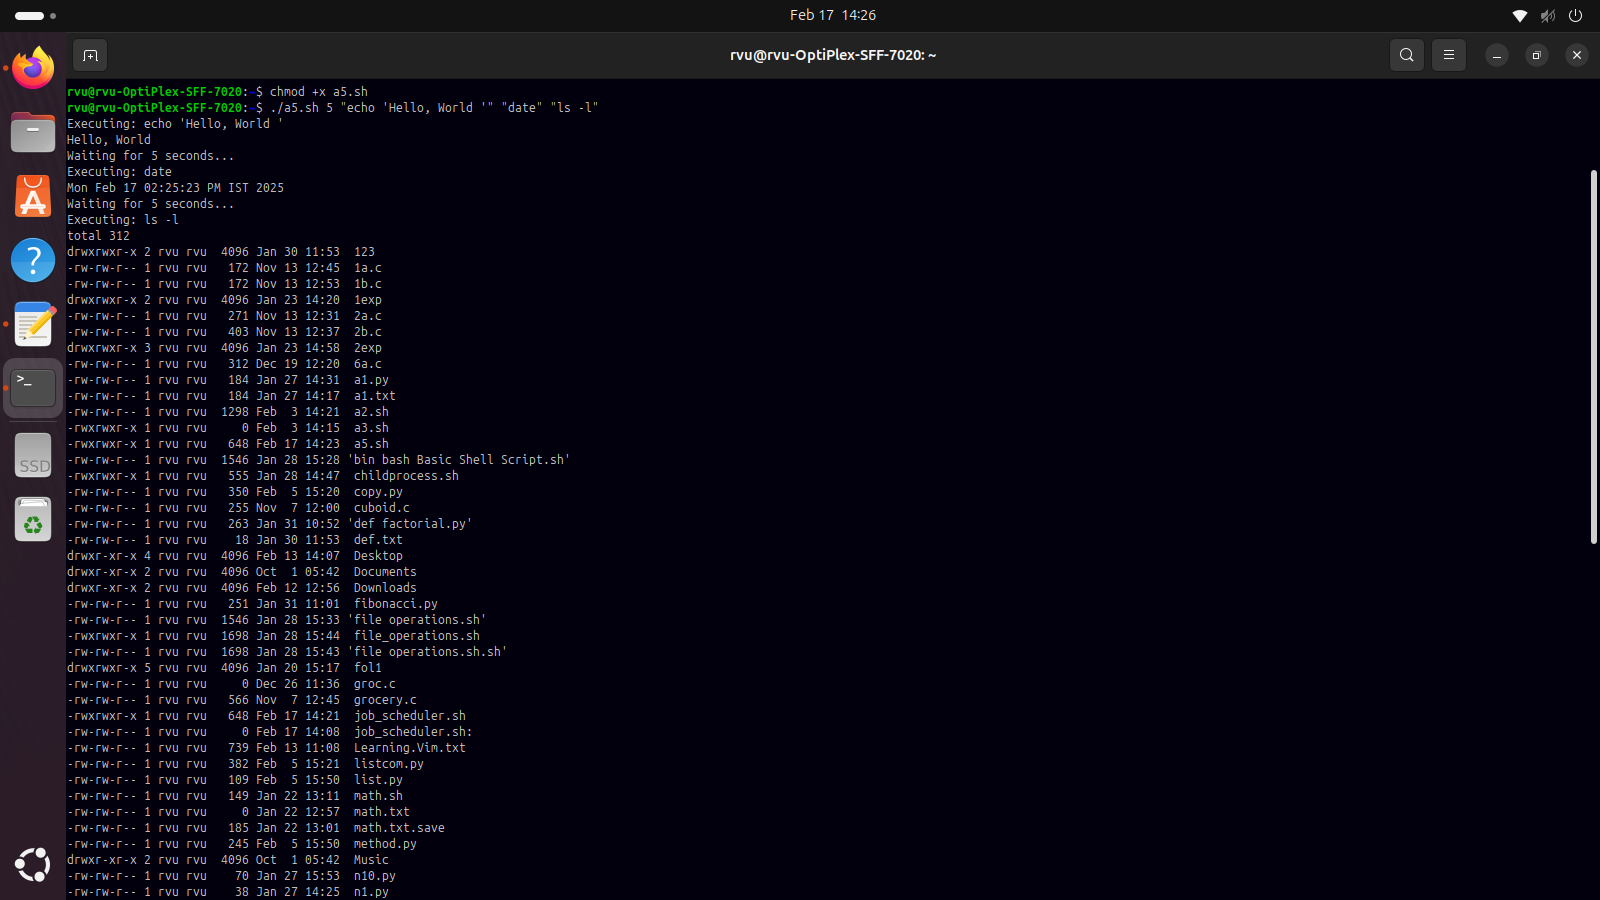 Feb 17 14:26
rvu@rvu-OptiPlex-SFF-7020: ~
rvu@rvu-OptiPlex-SFF-7020:~$ chmod +x a5.sh
rvu@rvu-OptiPlex-SFF-7020:~$ ./a5.sh 5 "echo 'Hello, World '" "date" "ls -l"
Executing: echo 'Hello, World '
Hello, World
Waiting for 5 seconds...
Executing: date
Mon Feb 17 02:25:23 PM IST 2025
Waiting for 5 seconds...
Executing: ls -l
total 312
drwxrwxr-x 2 rvu rvu  4096 Jan 30 11:53  123
-rw-rw-r-- 1 rvu rvu   172 Nov 13 12:45  1a.c
-rw-rw-r-- 1 rvu rvu   172 Nov 13 12:53  1b.c
drwxrwxr-x 2 rvu rvu  4096 Jan 23 14:20  1exp
-rw-rw-r-- 1 rvu rvu   271 Nov 13 12:31  2a.c
-rw-rw-r-- 1 rvu rvu   403 Nov 13 12:37  2b.c
drwxrwxr-x 3 rvu rvu  4096 Jan 23 14:58  2exp
-rw-rw-r-- 1 rvu rvu   312 Dec 19 12:20  6a.c
-rw-rw-r-- 1 rvu rvu   184 Jan 27 14:31  a1.py
-rw-rw-r-- 1 rvu rvu   184 Jan 27 14:17  a1.txt
-rw-rw-r-- 1 rvu rvu  1298 Feb  3 14:21  a2.sh
-rwxrwxr-x 1 rvu rvu     0 Feb  3 14:15  a3.sh
-rwxrwxr-x 1 rvu rvu   648 Feb 17 14:23  a5.sh
-rw-rw-r-- 1 rvu rvu  1546 Jan 28 15:28 'bin bash Basic Shell Script.sh'
-rwxrwxr-x 1 rvu rvu   555 Jan 28 14:47  childprocess.sh
-rw-rw-r-- 1 rvu rvu   350 Feb  5 15:20  copy.py
-rw-rw-r-- 1 rvu rvu   255 Nov  7 12:00  cuboid.c
-rw-rw-r-- 1 rvu rvu   263 Jan 31 10:52 'def factorial.py'
-rw-rw-r-- 1 rvu rvu    18 Jan 30 11:53  def.txt
drwxr-xr-x 4 rvu rvu  4096 Feb 13 14:07  Desktop
drwxr-xr-x 2 rvu rvu  4096 Oct  1 05:42  Documents
drwxr-xr-x 2 rvu rvu  4096 Feb 12 12:56  Downloads
-rw-rw-r-- 1 rvu rvu   251 Jan 31 11:01  fibonacci.py
-rw-rw-r-- 1 rvu rvu  1546 Jan 28 15:33 'file operations.sh'
-rwxrwxr-x 1 rvu rvu  1698 Jan 28 15:44  file_operations.sh
-rw-rw-r-- 1 rvu rvu  1698 Jan 28 15:43 'file operations.sh.sh'
drwxrwxr-x 5 rvu rvu  4096 Jan 20 15:17  fol1
-rw-rw-r-- 1 rvu rvu     0 Dec 26 11:36  groc.c
-rw-rw-r-- 1 rvu rvu   566 Nov  7 12:45  grocery.c
-rwxrwxr-x 1 rvu rvu   648 Feb 17 14:21  job_scheduler.sh
-rw-rw-r-- 1 rvu rvu     0 Feb 17 14:08  job_scheduler.sh:
-rw-rw-r-- 1 rvu rvu   739 Feb 13 11:08  Learning.Vim.txt
-rw-rw-r-- 1 rvu rvu   382 Feb  5 15:21  listcom.py
-rw-rw-r-- 1 rvu rvu   109 Feb  5 15:50  list.py
-rw-rw-r-- 1 rvu rvu   149 Jan 22 13:11  math.sh
-rw-rw-r-- 1 rvu rvu     0 Jan 22 12:57  math.txt
-rw-rw-r-- 1 rvu rvu   185 Jan 22 13:01  math.txt.save
-rw-rw-r-- 1 rvu rvu   245 Feb  5 15:50  method.py
drwxr-xr-x 2 rvu rvu  4096 Oct  1 05:42  Music
-rw-rw-r-- 1 rvu rvu    70 Jan 27 15:53  n10.py
-rw-rw-r-- 1 rvu rvu    38 Jan 27 14:25  n1.py
SSD